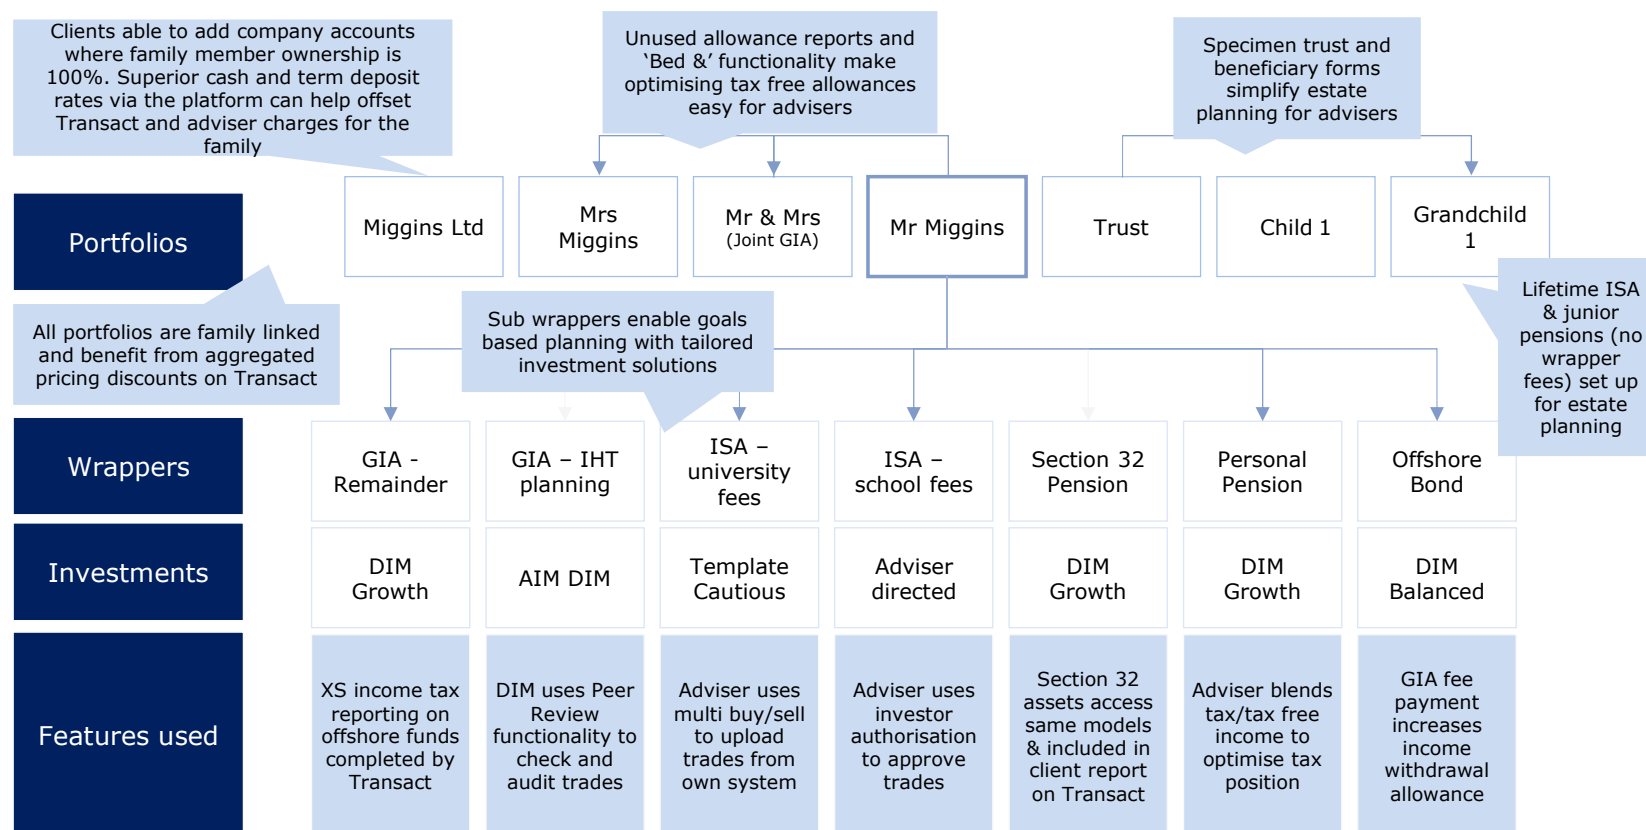 Clients able to add company accounts
where family member ownership is
100%. Superior cash and term deposit
rates via the platform can help offset
Transact and adviser charges for the
family
Unused allowance reports and
‘Bed &’ functionality make
optimising tax free allowances
easy for advisers
Specimen trust and
beneficiary forms
simplify estate
planning for advisers
Portfolios
Miggins Ltd
Mrs
Miggins
Mr & Mrs
(Joint GIA)
Mr Miggins
Trust
Child 1
Grandchild
1
All portfolios are family linked
and benefit from aggregated
pricing discounts on Transact
Sub wrappers enable goals
based planning with tailored
investment solutions
Lifetime ISA
& junior
pensions (no
wrapper
fees) set up
for estate
planning
Wrappers
GIA -
Remainder
GIA – IHT
planning
ISA –
university
fees
ISA –
school fees
Section 32
Pension
Personal
Pension
Offshore
Bond
Investments
DIM
Growth
AIM DIM
Template
Cautious
Adviser
directed
DIM
Growth
DIM
Growth
DIM
Balanced
Features used
XS income tax
reporting on
offshore funds
completed by
Transact
DIM uses Peer
Review
functionality to
check and
audit trades
Adviser uses
multi buy/sell
to upload
trades from
own system
Adviser uses
investor
authorisation
to approve
trades
Section 32
assets access
same models
& included in
client report
on Transact
Adviser blends
tax/tax free
income to
optimise tax
position
GIA fee
payment
increases
income
withdrawal
allowance